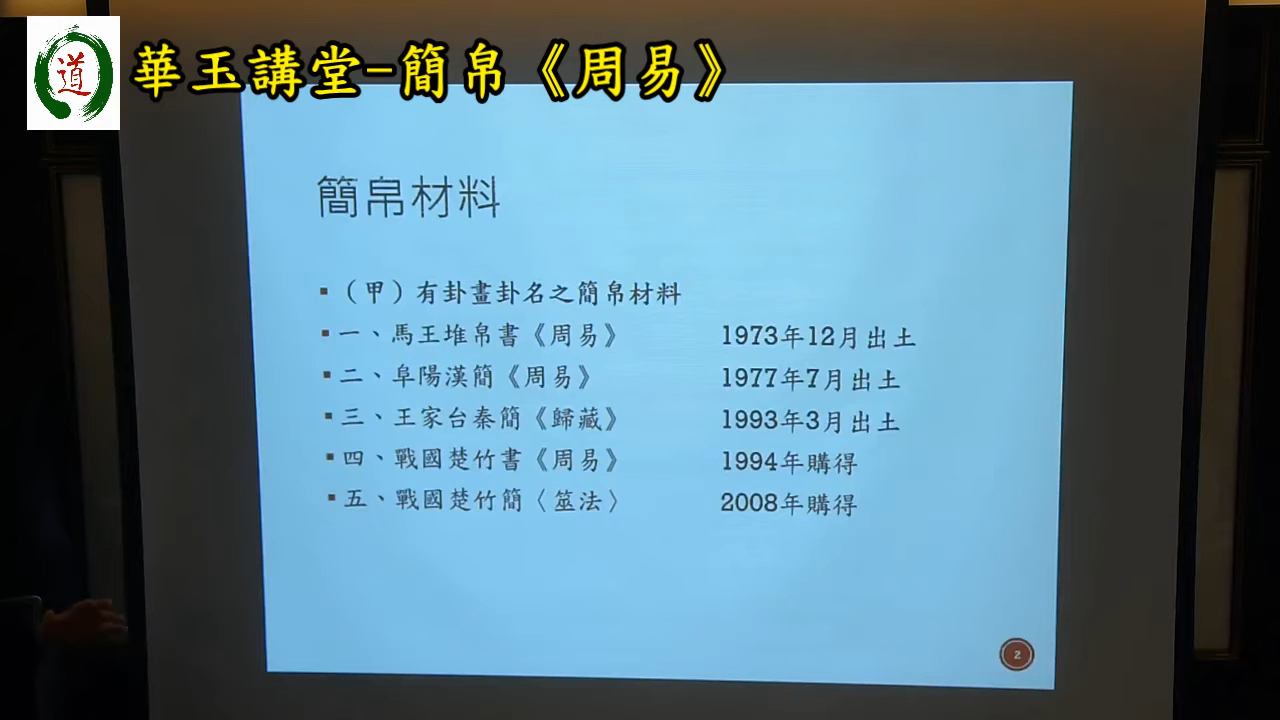 道
華玉講堂-簡帛《周易》
簡帛材料
▪（甲）有卦畫卦名之簡帛材料
▪一、馬王堆帛書《周易》 1973年12月出土
▪二、阜陽漢簡《周易》 1977年7月出土
▪三、王家台秦簡《歸藏》 1993年3月出土
▪四、戰國楚竹書《周易》 1994年購得
▪五、戰國楚竹簡〈筮法〉 2008年購得
2